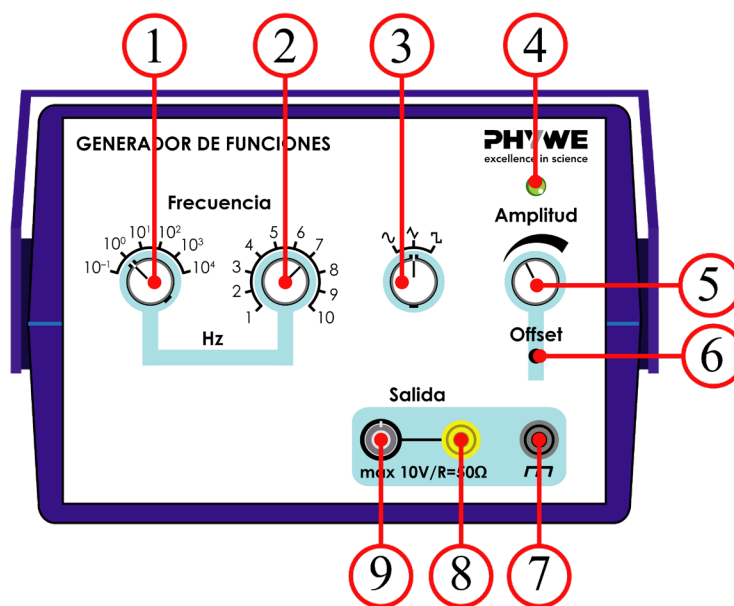 1 2 3 4
GENERADOR DE FUNCIONES
PHYWE
excellence in science
Frecuencia
Amplitud
10⁻¹ 10⁰ 10¹ 10² 10³ 10⁴
1 2 3 4 5 6 7 8 9 10
Hz
5
Offset
6
Salida
max 10V/R=50Ω
9 8 7